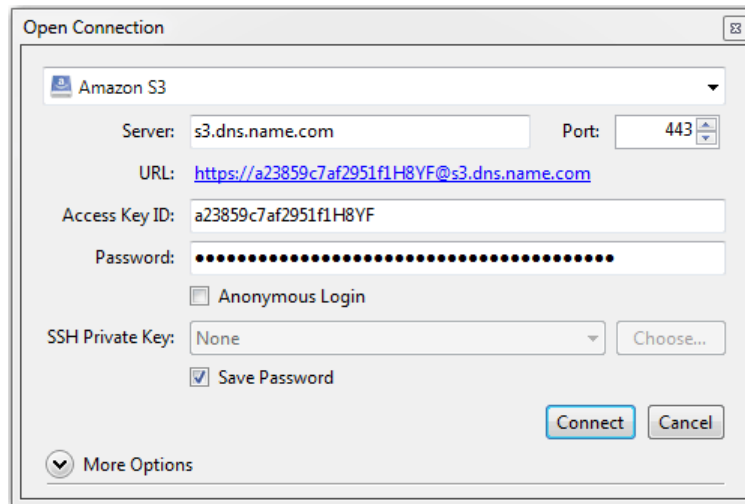 Open Connection
Amazon S3
Server: s3.dns.name.com Port: 443
URL: https://a23859c7af2951f1H8YF@s3.dns.name.com
Access Key ID: a23859c7af2951f1H8YF
Password: ••••••••••••••••••••••••••••••••••••••••
Anonymous Login
SSH Private Key: None Choose...
Save Password
Connect Cancel
More Options